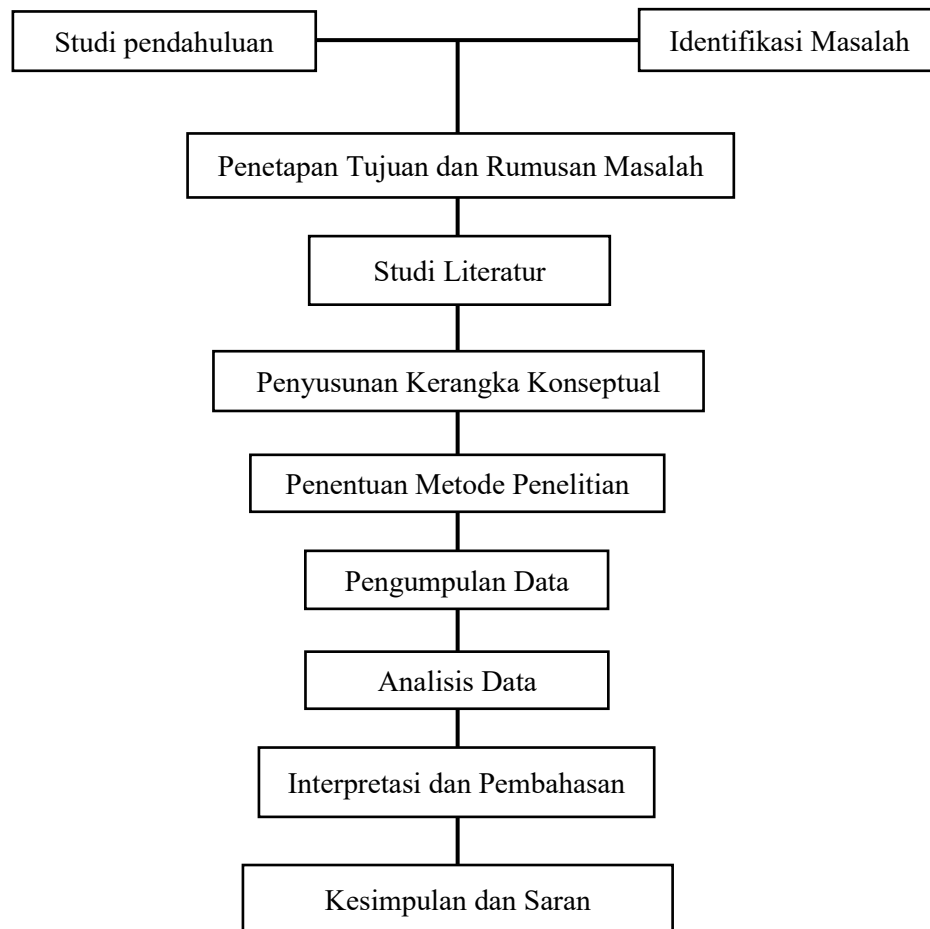 Studi pendahuluan
Identifikasi Masalah
Penetapan Tujuan dan Rumusan Masalah
Studi Literatur
Penyusunan Kerangka Konseptual
Penentuan Metode Penelitian
Pengumpulan Data
Analisis Data
Interpretasi dan Pembahasan
Kesimpulan dan Saran